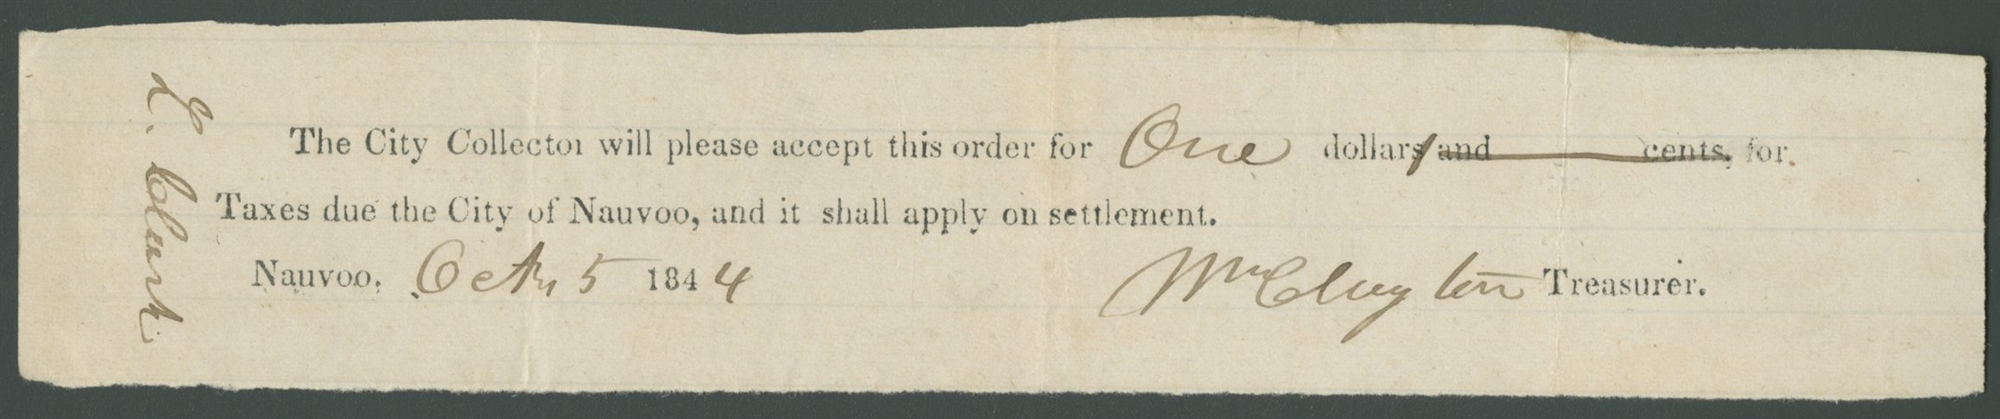 The City Collector will please accept this order for One dollars and cents, for.
Taxes due the City of Nauvoo, and it shall apply on settlement.
Nauvoo, Octr 5 1844 Wm Clayton Treasurer.
L. Clark